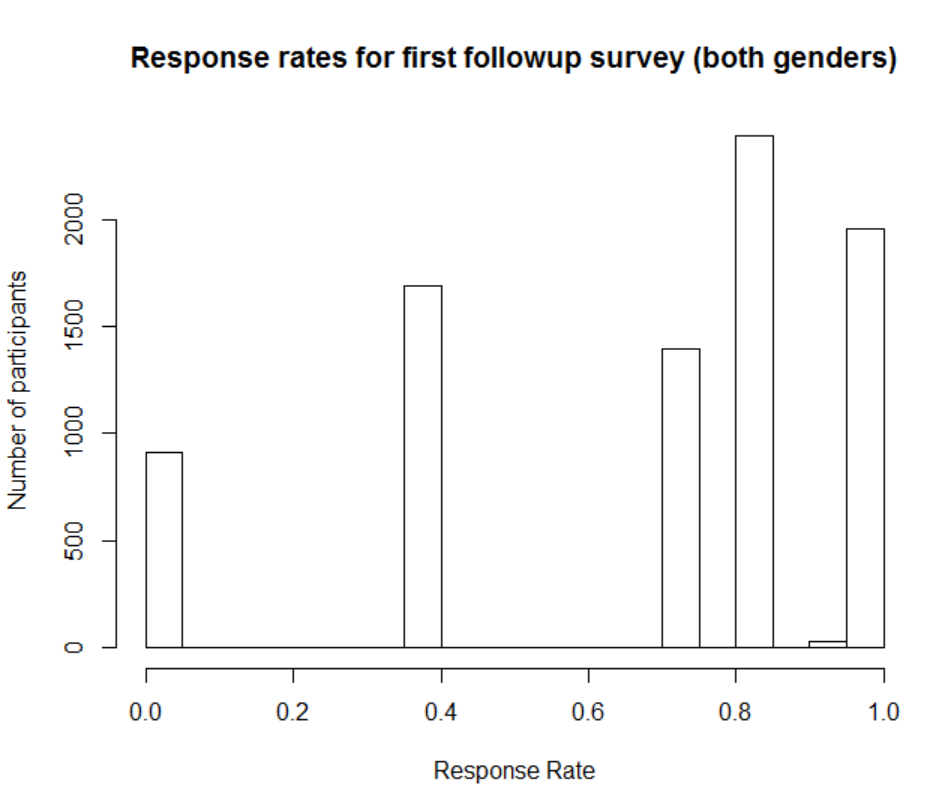 Response rates for first followup survey (both genders)
Number of participants
2000
1500
1000
500
0
0.0 0.2 0.4 0.6 0.8 1.0
Response Rate